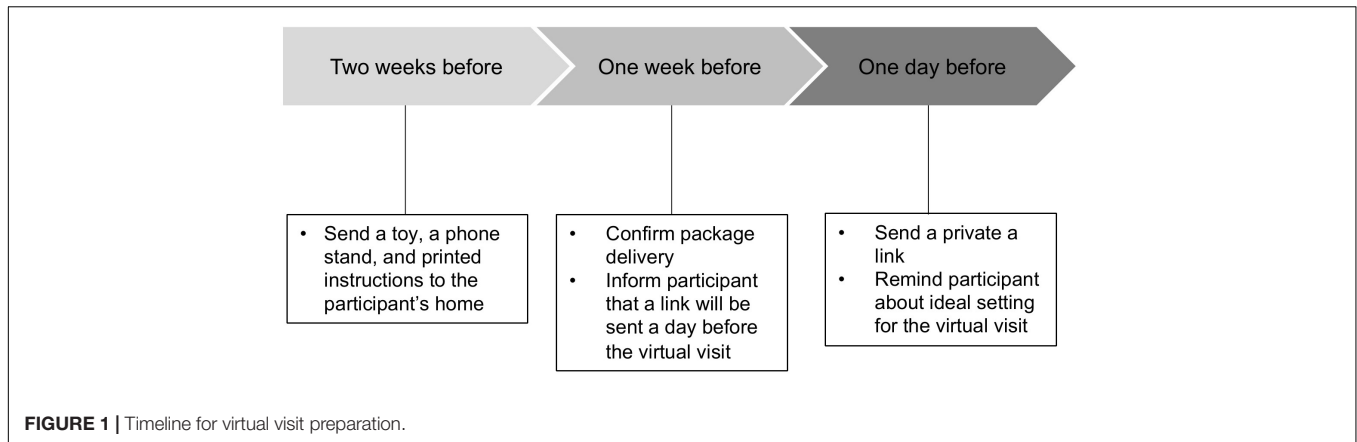 Two weeks before
One week before
One day before
• Send a toy, a phone
stand, and printed
instructions to the
participant's home
• Confirm package
delivery
• Inform participant
that a link will be
sent a day before
the virtual visit
• Send a private a
link
• Remind participant
about ideal setting
for the virtual visit
FIGURE 1 | Timeline for virtual visit preparation.